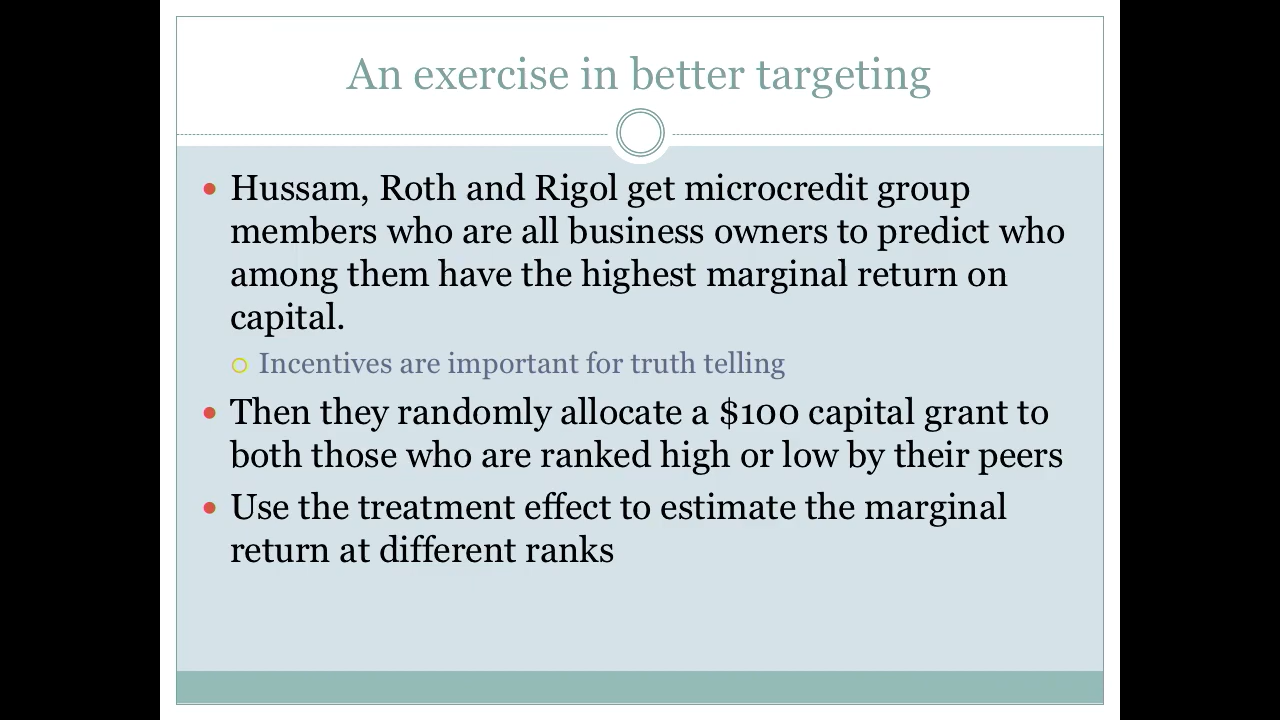 An exercise in better targeting
Hussam, Roth and Rigol get microcredit group
members who are all business owners to predict who
among them have the highest marginal return on
capital.
Incentives are important for truth telling
Then they randomly allocate a $100 capital grant to
both those who are ranked high or low by their peers
Use the treatment effect to estimate the marginal
return at different ranks